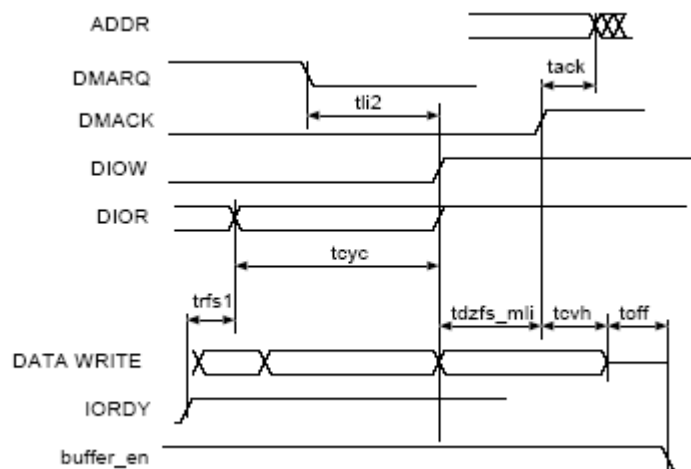 ADDR
DMARQ
tack
tli2
DMACK
DIOW
DIOR
tcyc
trfs1
tdzfs_mli
tcvh
toff
DATA WRITE
IORDY
buffer_en